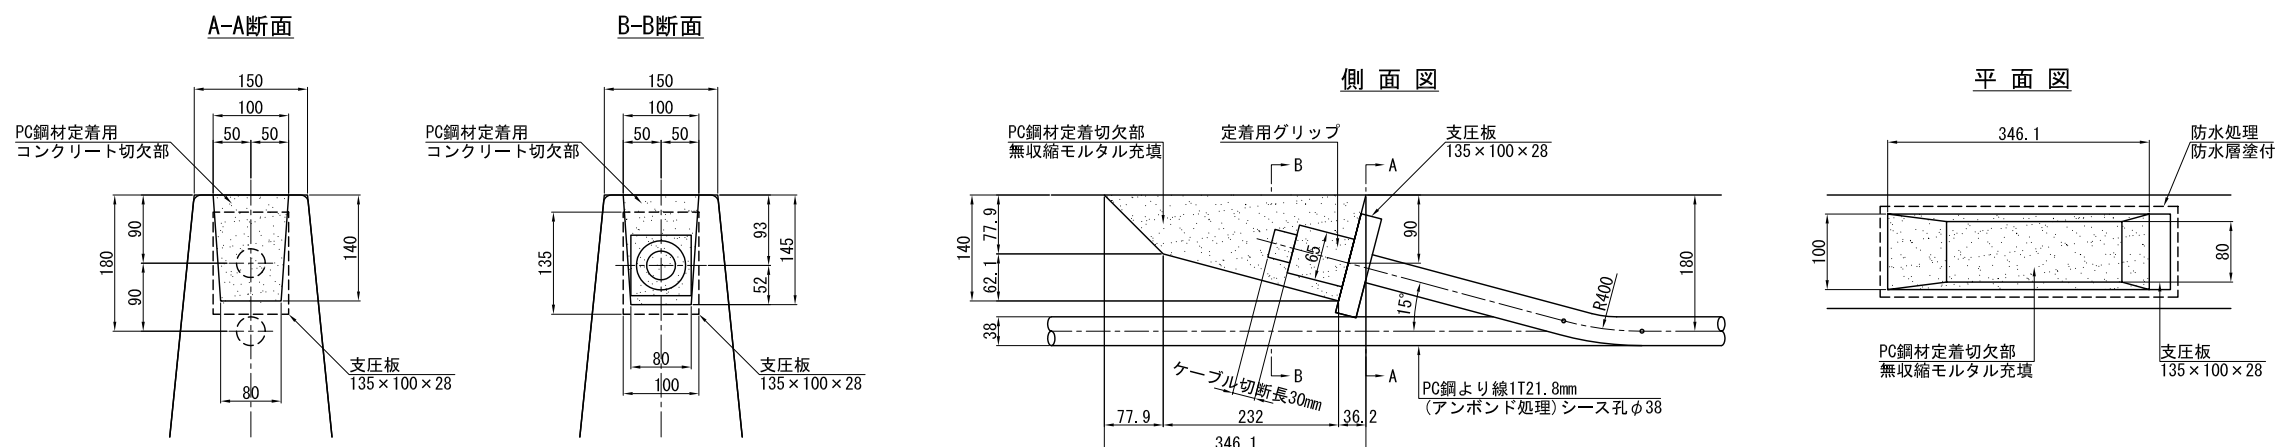 A-A断面
150
100
50
50
PC鋼材定着用
コンクリート切欠部
180
90
90
140
80
支圧板
135×100×28
B-B断面
150
100
50
50
PC鋼材定着用
コンクリート切欠部
135
93
52
145
80
100
支圧板
135×100×28
側面図
PC鋼材定着切欠部
無収縮モルタル充填
定着用グリップ
支圧板
135×100×28
B
A
140
77.9
62.1
38
65
90
180
15°
R400
ケーブル切断長30mm
B
A
PC鋼より線1T21.8mm
(アンボンド処理)シース孔φ38
77.9
232
36.2
346.1
平面図
346.1
防水処理
防水層塗付
100
80
PC鋼材定着切欠部
無収縮モルタル充填
支圧板
135×100×28